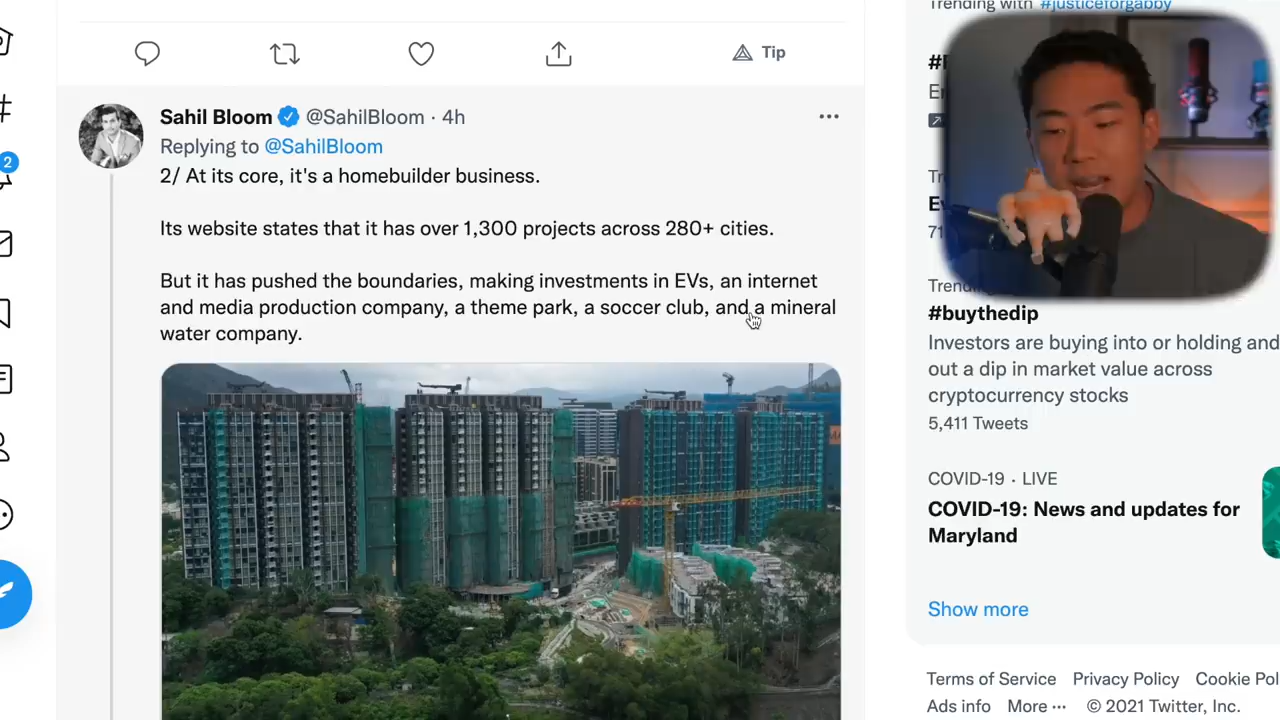 Trending with #justiceforgabby
Tip
Sahil Bloom @SahilBloom · 4h
Replying to @SahilBloom
2/ At its core, it's a homebuilder business.
Its website states that it has over 1,300 projects across 280+ cities.
But it has pushed the boundaries, making investments in EVs, an internet
and media production company, a theme park, a soccer club, and a mineral
water company.
2
#buythedip
Investors are buying into or holding and
out a dip in market value across
cryptocurrency stocks
5,411 Tweets
COVID-19 · LIVE
COVID-19: News and updates for
Maryland
Show more
Terms of Service Privacy Policy Cookie Pol
Ads info More ··· © 2021 Twitter, Inc.